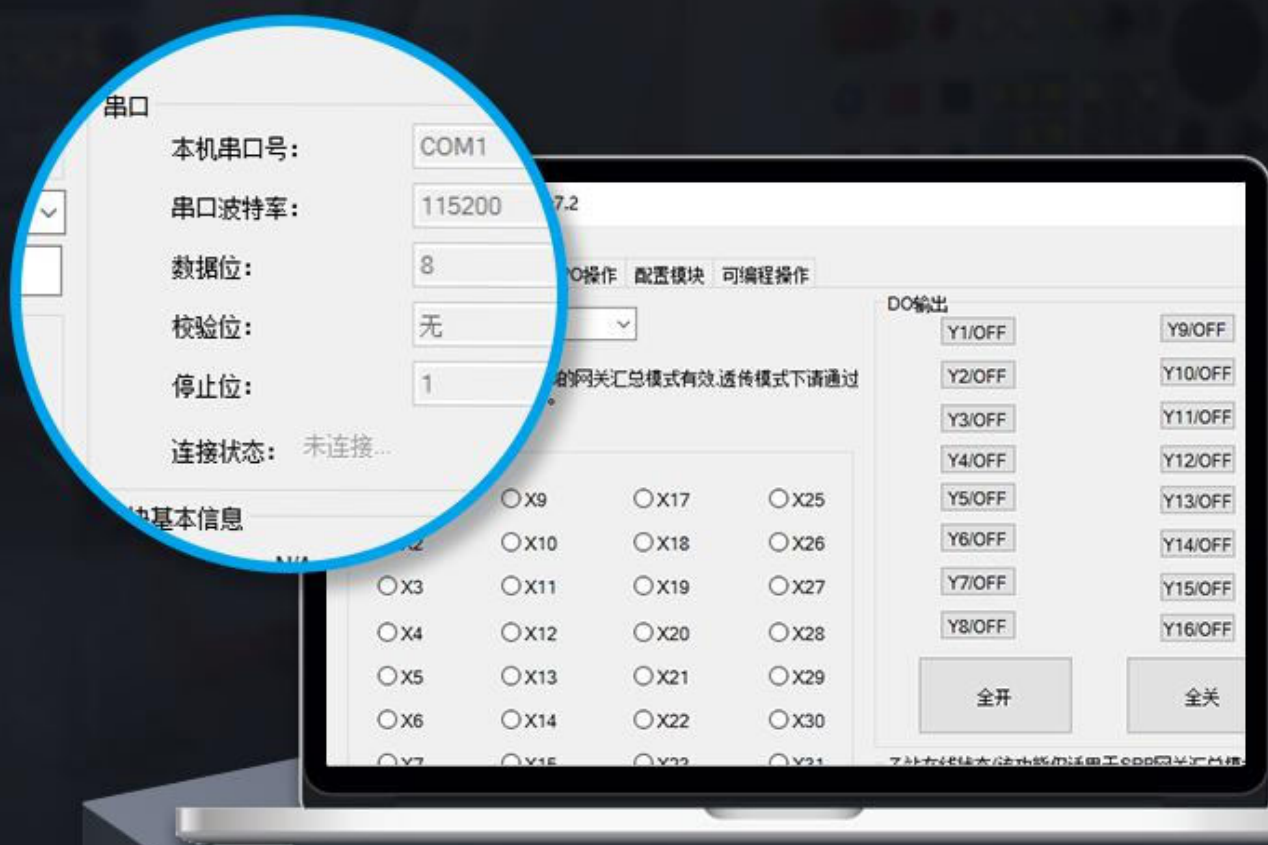 串口
本机串口号: COM1
串口波特率: 115200
数据位: 8
校验位: 无
停止位: 1
连接状态: 未连接...
基本信息
7.2
操作 配置模块 可编程操作
的网关汇总模式有效.透传模式下请通过
DO输出
Y1/OFF Y9/OFF
Y2/OFF Y10/OFF
Y3/OFF Y11/OFF
Y4/OFF Y12/OFF
Y5/OFF Y13/OFF
Y6/OFF Y14/OFF
Y7/OFF Y15/OFF
Y8/OFF Y16/OFF
全开 全关
X9 X17 X25
X10 X18 X26
X3 X11 X19 X27
X4 X12 X20 X28
X5 X13 X21 X29
X6 X14 X22 X30